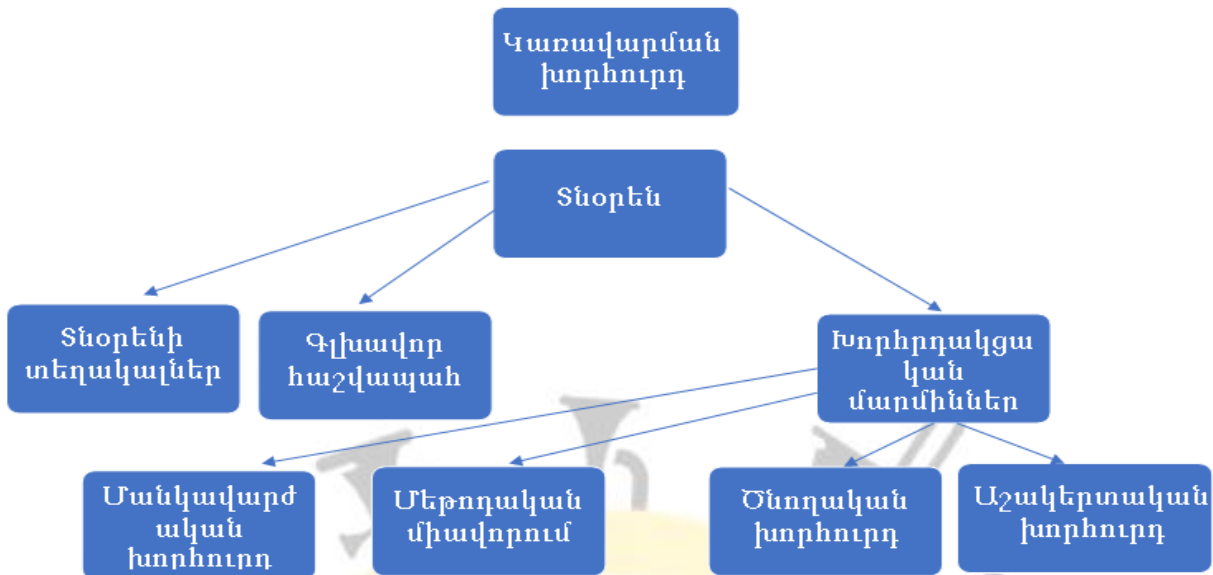 Կառավարման
խորհուրդ
Տնօրեն
Տնօրենի
տեղակալներ
Գլխավոր
հաշվապահ
Խորհրդակցա
կան
մարմիններ
Մանկավարժ
ական
խորհուրդ
Մեթոդական
միավորում
Ծնողական
խորհուրդ
Աշակերտական
խորհուրդ